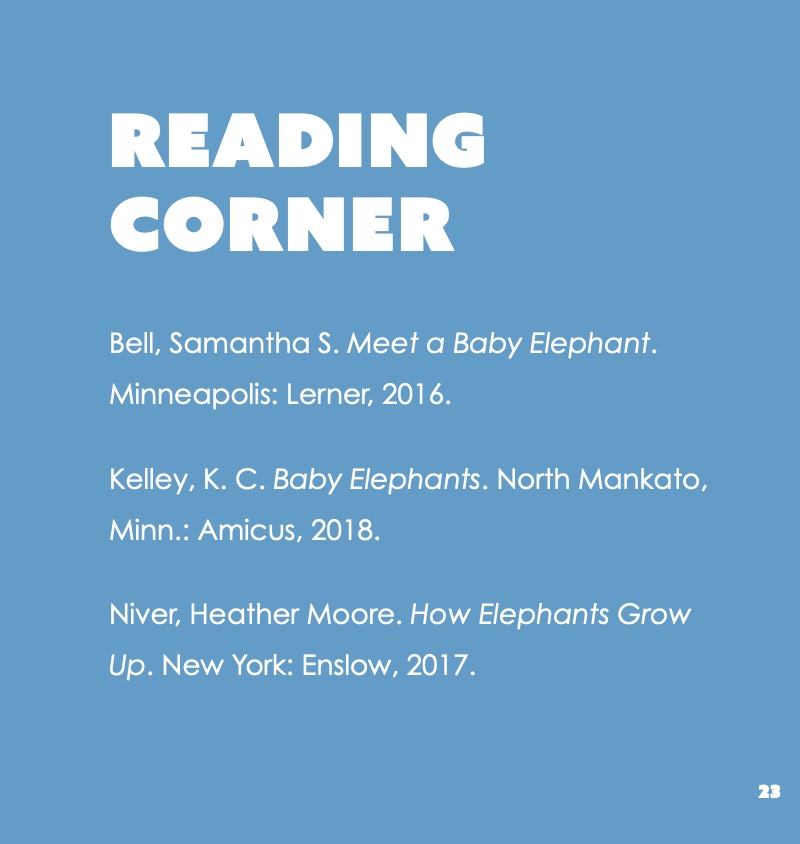 READING
CORNER
Bell, Samantha S. Meet a Baby Elephant.
Minneapolis: Lerner, 2016.
Kelley, K. C. Baby Elephants. North Mankato,
Minn.: Amicus, 2018.
Niver, Heather Moore. How Elephants Grow
Up. New York: Enslow, 2017.
23